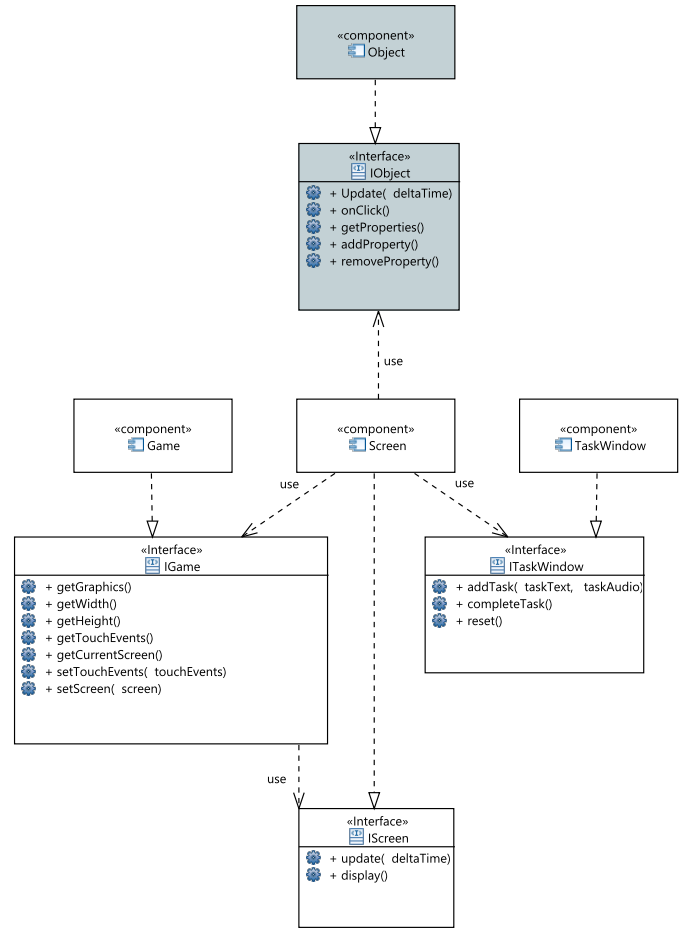 «component»
Object
«Interface»
IObject
+ Update(  deltaTime)
+ onClick()
+ getProperties()
+ addProperty()
+ removeProperty()
use
«component»
Game
«component»
Screen
«component»
TaskWindow
use
use
«Interface»
IGame
+ getGraphics()
+ getWidth()
+ getHeight()
+ getTouchEvents()
+ getCurrentScreen()
+ setTouchEvents(  touchEvents)
+ setScreen(  screen)
«Interface»
ITaskWindow
+ addTask(  taskText,   taskAudio)
+ completeTask()
+ reset()
use
«Interface»
IScreen
+ update(  deltaTime)
+ display()